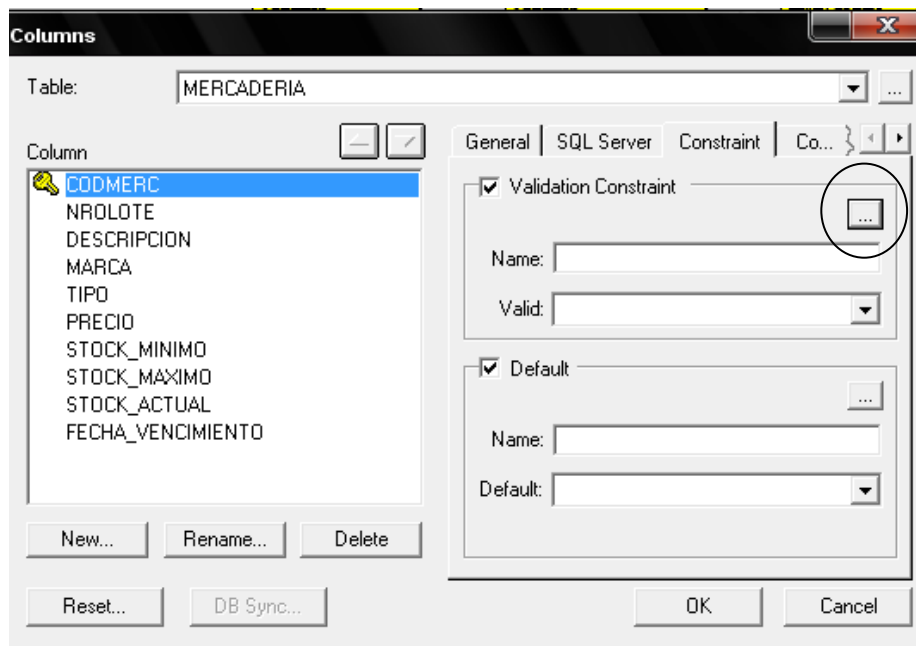 Columns
Table: MERCADERIA ...
Column
CODMERC
NROLOTE
DESCRIPCION
MARCA
TIPO
PRECIO
STOCK_MINIMO
STOCK_MAXIMO
STOCK_ACTUAL
FECHA_VENCIMIENTO
New... Rename... Delete
General SQL Server Constraint Co...
Validation Constraint
...
Name:
Valid:
Default
...
Name:
Default:
Reset... DB Sync... OK Cancel